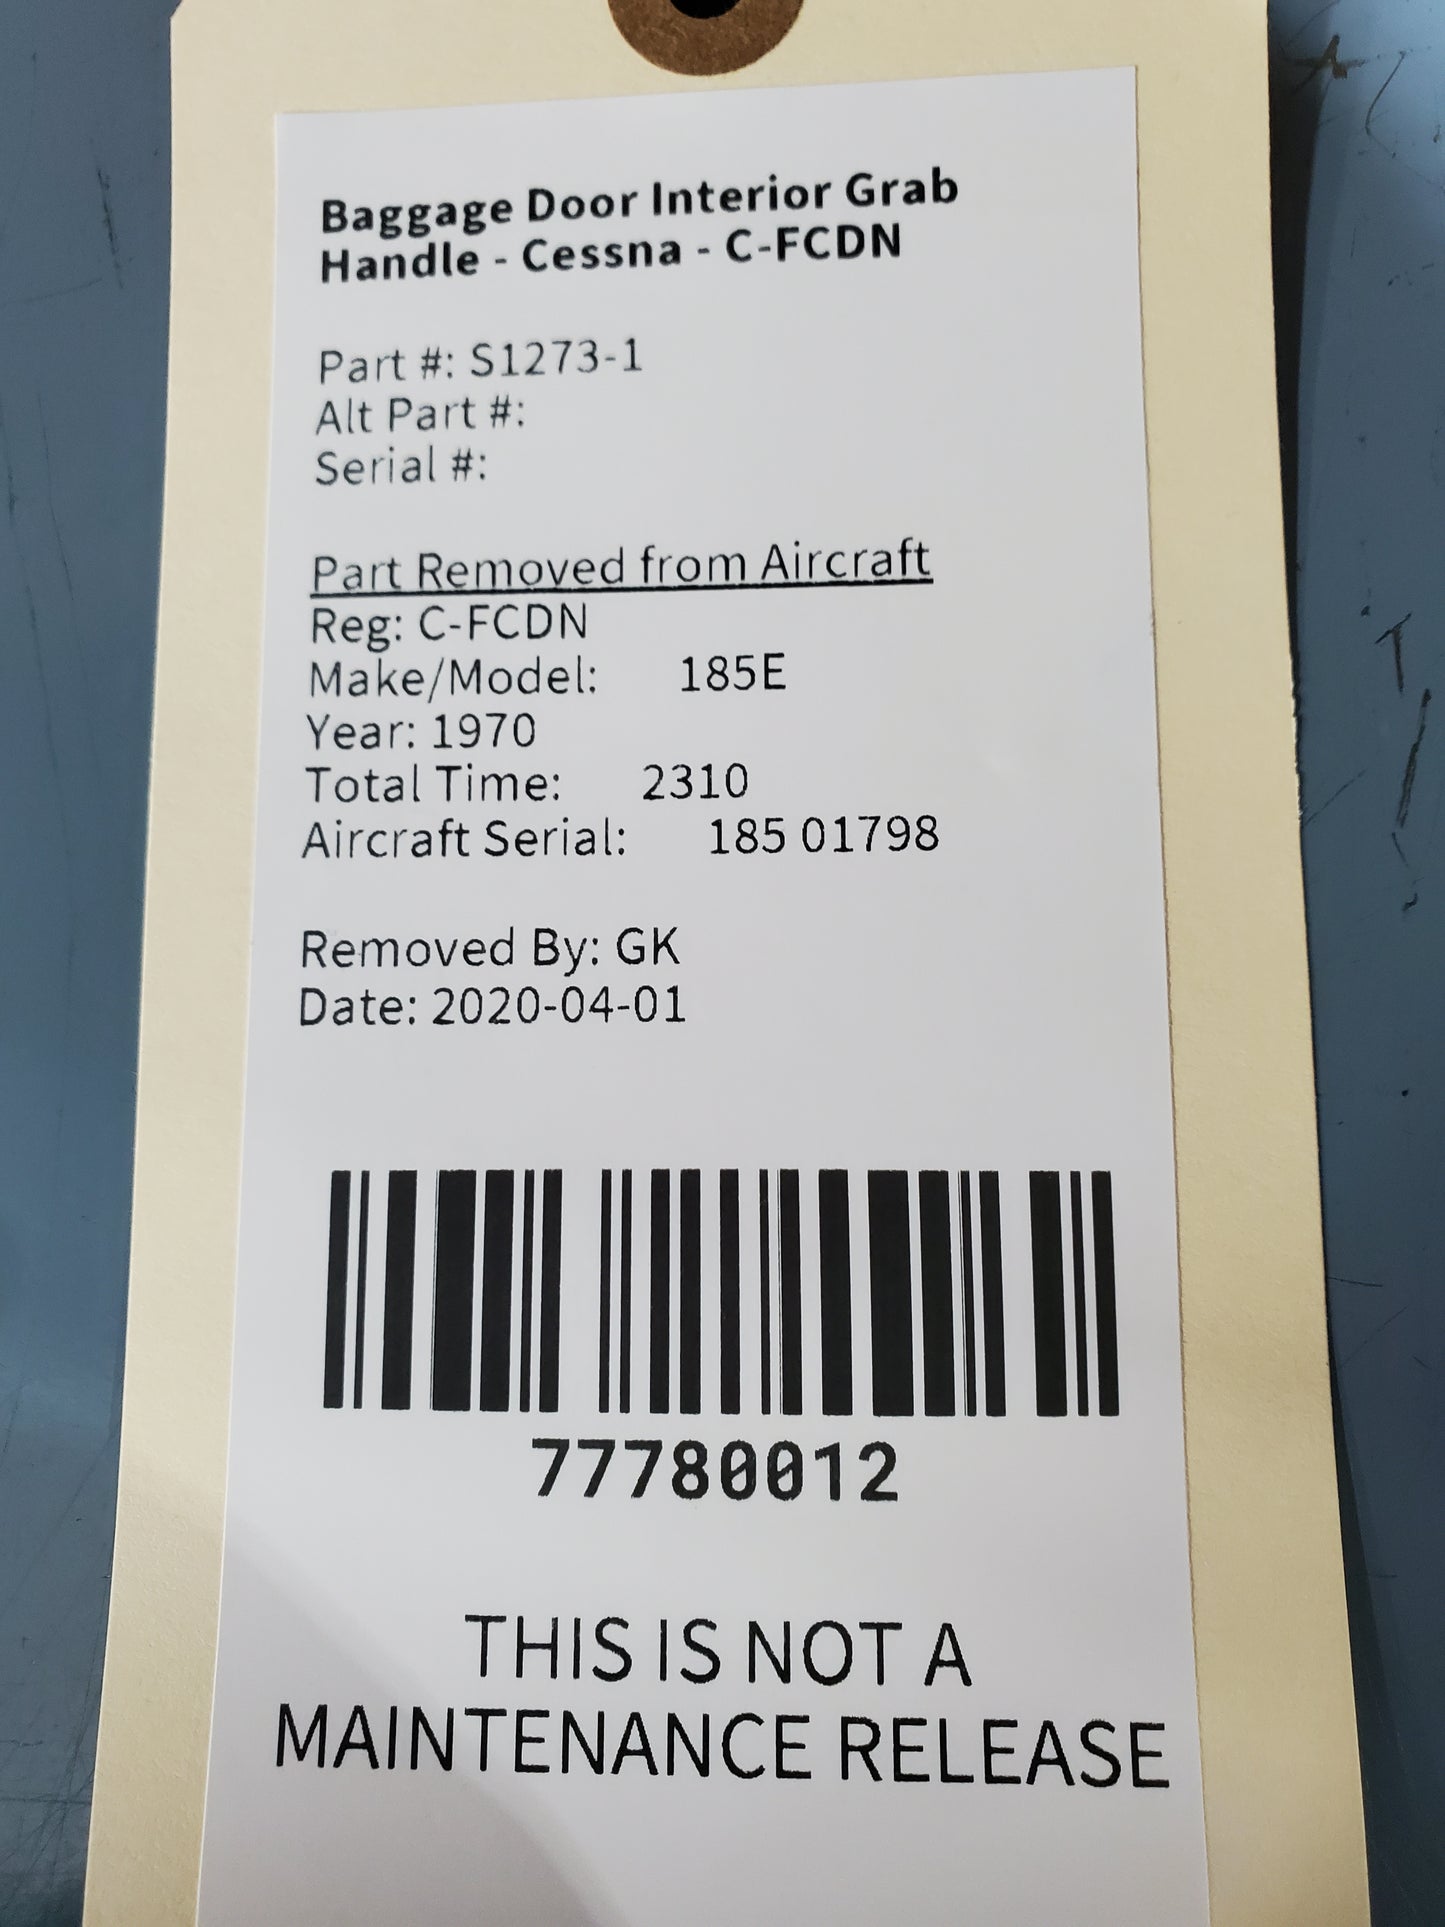 Baggage Door Interior Grab
Handle - Cessna - C-FCDN
Part #: S1273-1
Alt Part #:
Serial #:
Part Removed from Aircraft
Reg: C-FCDN
Make/Model: 185E
Year: 1970
Total Time: 2310
Aircraft Serial: 185 01798
Removed By: GK
Date: 2020-04-01
77780012
THIS IS NOT A
MAINTENANCE RELEASE